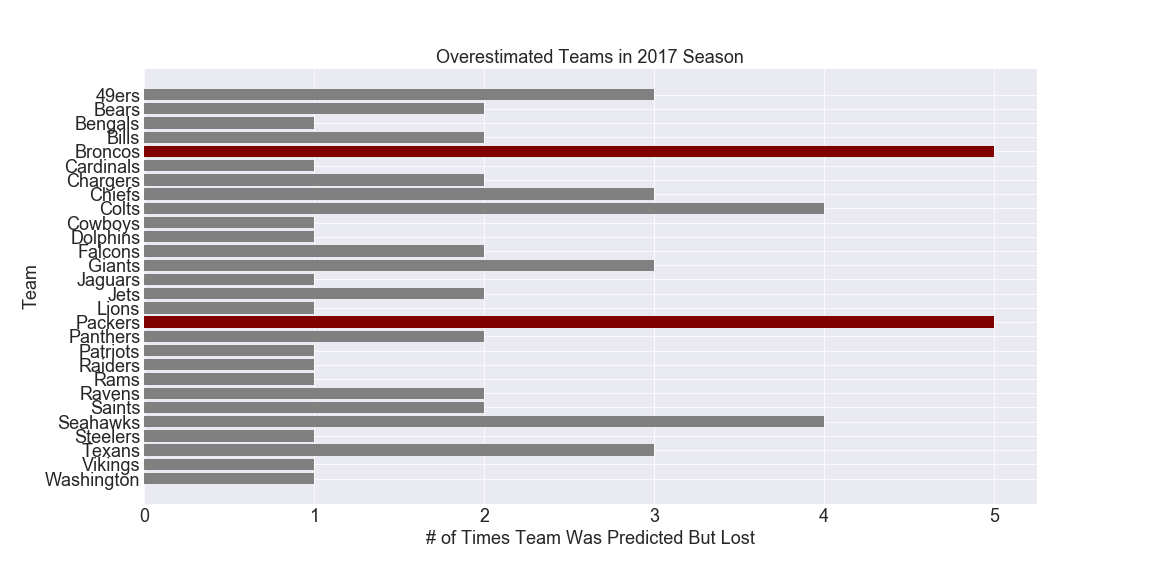 Overestimated Teams in 2017 Season
Team
49ers
Bears
Bengals
Bills
Broncos
Cardinals
Chargers
Chiefs
Colts
Cowboys
Dolphins
Falcons
Giants
Jaguars
Jets
Lions
Packers
Panthers
Patriots
Raiders
Rams
Ravens
Saints
Seahawks
Steelers
Texans
Vikings
Washington
0 1 2 3 4 5
# of Times Team Was Predicted But Lost